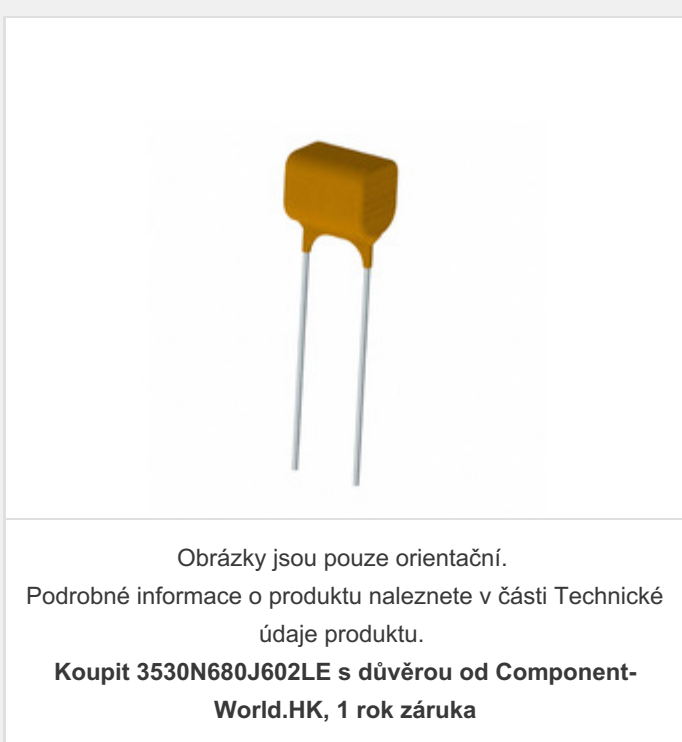 Obrázky jsou pouze orientační.
Podrobné informace o produktu naleznete v části Technické
údaje produktu.
Koupit 3530N680J602LE s důvěrou od Component-
World.HK, 1 rok záruka